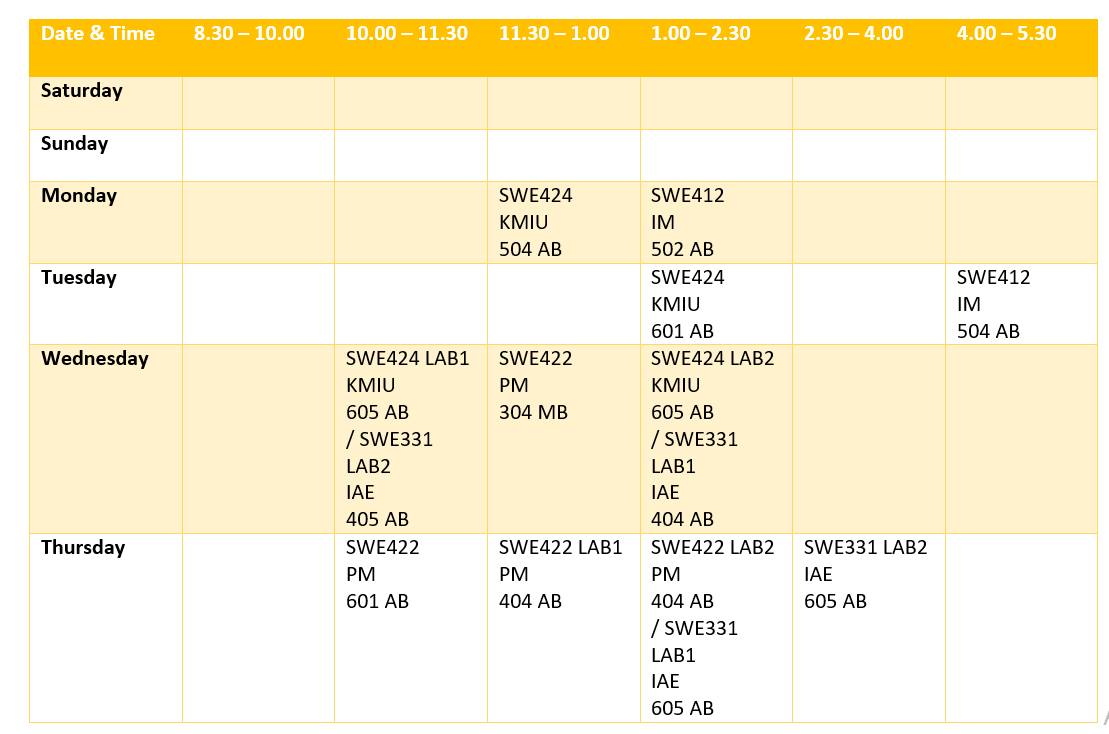 Date & Time 8.30 – 10.00 10.00 – 11.30 11.30 – 1.00 1.00 – 2.30 2.30 – 4.00 4.00 – 5.30
Saturday
Sunday
Monday
SWE424
KMIU
504 AB
SWE412
IM
502 AB
Tuesday
SWE424
KMIU
601 AB
SWE412
IM
504 AB
Wednesday
SWE424 LAB1
KMIU
605 AB
/ SWE331
LAB2
IAE
405 AB
SWE422
PM
304 MB
SWE424 LAB2
KMIU
605 AB
/ SWE331
LAB1
IAE
404 AB
Thursday
SWE422
PM
601 AB
SWE422 LAB1
PM
404 AB
SWE422 LAB2
PM
404 AB
/ SWE331
LAB1
IAE
605 AB
SWE331 LAB2
IAE
605 AB